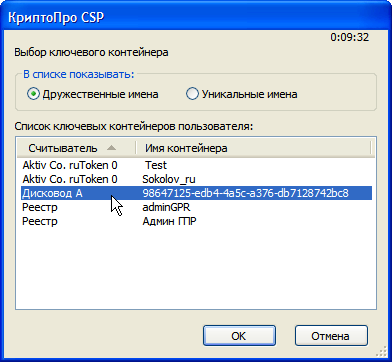 КриптоПро CSP
0:09:32
Выбор ключевого контейнера
В списке показывать:
Дружественные имена Уникальные имена
Список ключевых контейнеров пользователя:
Считыватель Имя контейнера
Aktiv Co. ruToken 0 Test
Aktiv Co. ruToken 0 Sokolov_ru
Дисковод A 98647125-edb4-4a5c-a376-db7128742bc8
Реестр adminGPR
Реестр Админ ГПР
OK Отмена